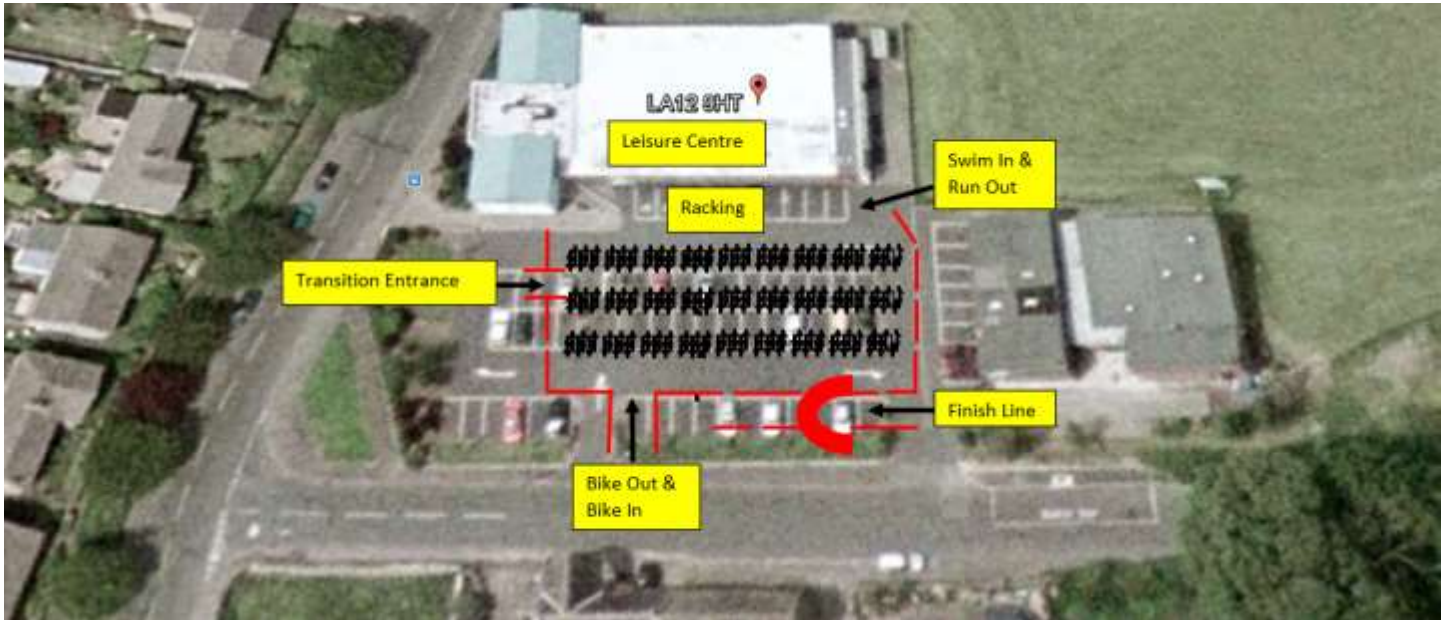 LA12 9HT
Leisure Centre
Swim In &
Run Out
Racking
Transition Entrance
Finish Line
Bike Out &
Bike In